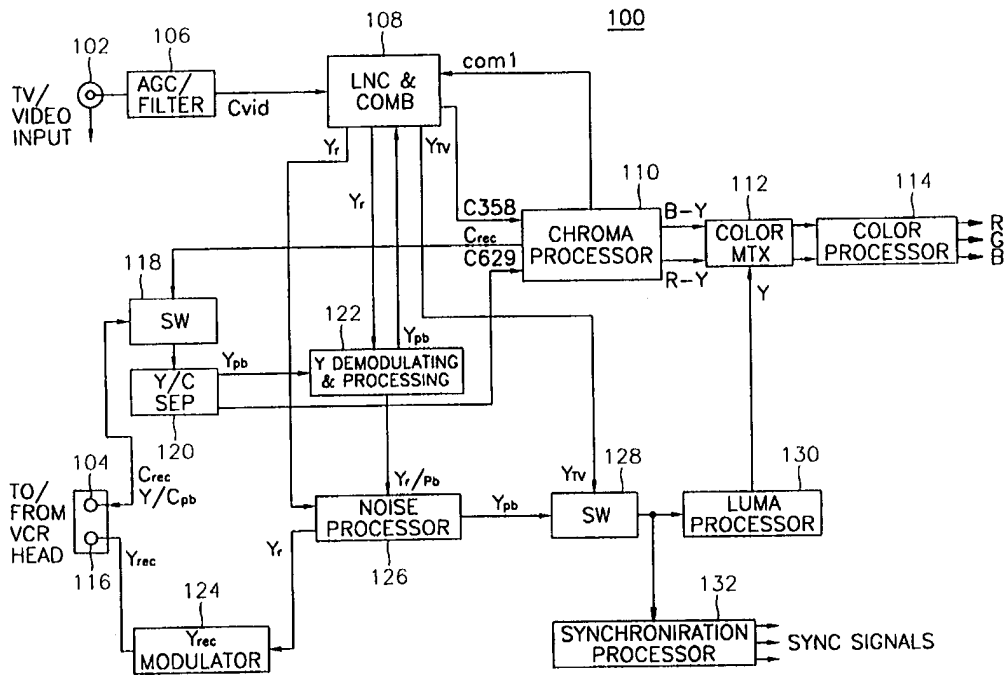 100
102
106
108
TV/
VIDEO
INPUT
AGC/
FILTER
Cvid
LNC &
COMB
com1
Yr
Yr
YTV
C358
Crec
C629
110
CHROMA
PROCESSOR
B-Y
R-Y
112
COLOR
MTX
114
COLOR
PROCESSOR
R
G
B
Y
118
SW
Ypb
Y/C
SEP
120
122
Ypb
Y DEMODULATING
& PROCESSING
Yr/Pb
Crec
Y/Cpb
104
TO/
FROM
VCR
HEAD
116
Yrec
NOISE
PROCESSOR
126
Yr
Ypb
YTV
128
SW
130
LUMA
PROCESSOR
124
Yrec
MODULATOR
132
SYNCHRONIRATION
PROCESSOR
SYNC SIGNALS